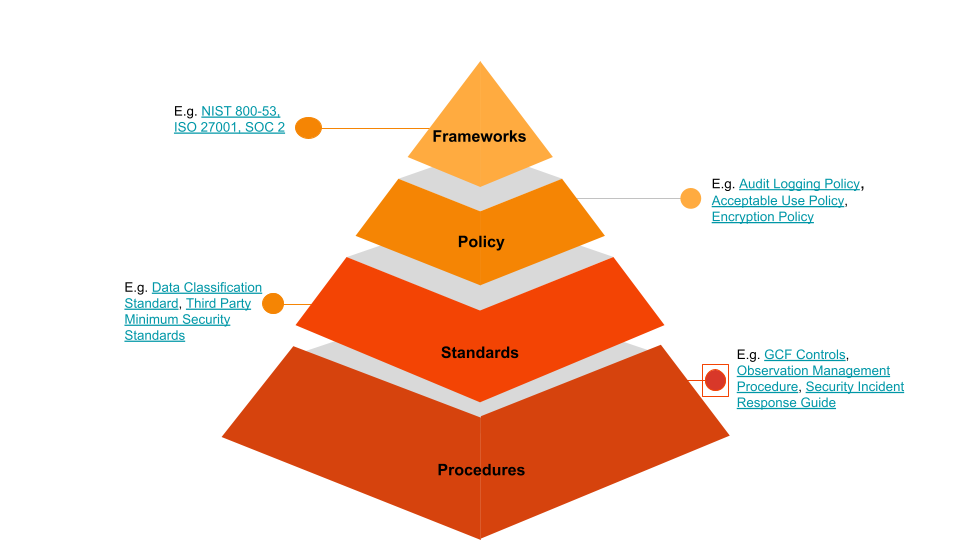 E.g. NIST 800-53,
ISO 27001, SOC 2
Frameworks
E.g. Audit Logging Policy,
Acceptable Use Policy,
Encryption Policy
Policy
E.g. Data Classification
Standard, Third Party
Minimum Security
Standards
Standards
E.g. GCF Controls,
Observation Management
Procedure, Security Incident
Response Guide
Procedures